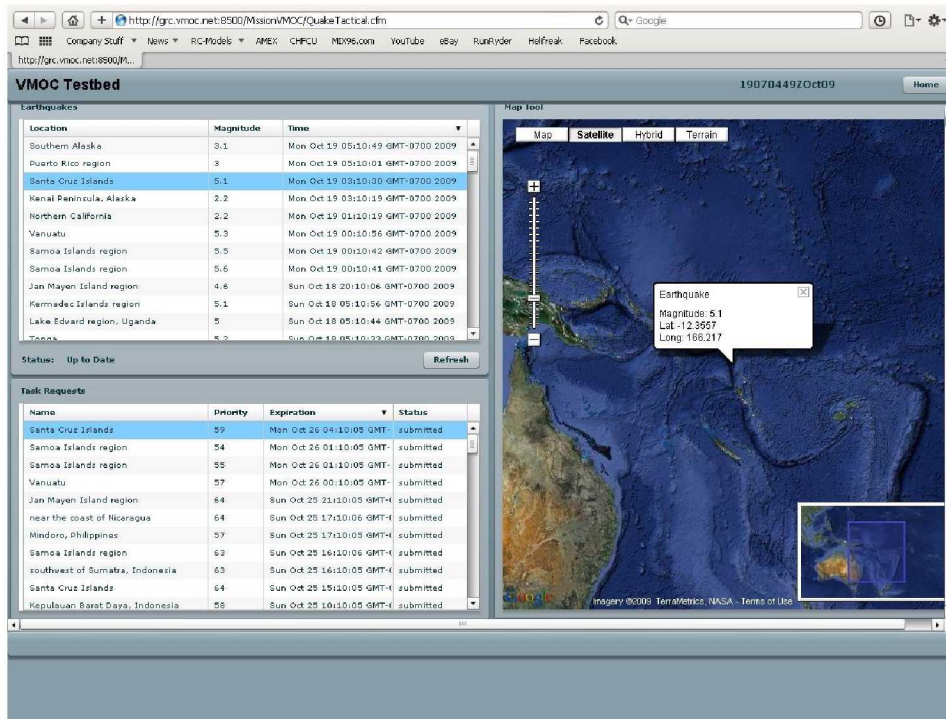 http://grc.vmoc.net:8500/MissionVMOC/QuakeTactical.cfm
Google
Company Stuff News RC-Models AMEX CHFCU MIX96.com YouTube eBay RunRyder Helifreak Facebook
http://grc.vmoc.net:8500/M...
VMOC Testbed 19070449ZOct09 Home
Earthquakes
Location Magnitude Time
Southern Alaska 3.1 Mon Oct 19 05:10:49 GMT-0700 2009
Puerto Rico region 3 Mon Oct 19 05:10:01 GMT-0700 2009
Santa Cruz Islands 5.1 Mon Oct 19 03:10:30 GMT-0700 2009
Kenai Peninsula, Alaska 2.2 Mon Oct 19 03:10:19 GMT-0700 2009
Northern California 2.2 Mon Oct 19 01:10:19 GMT-0700 2009
Vanuatu 5.3 Mon Oct 19 00:10:56 GMT-0700 2009
Samoa Islands region 5.5 Mon Oct 19 00:10:42 GMT-0700 2009
Samoa Islands region 5.6 Mon Oct 19 00:10:41 GMT-0700 2009
Jan Mayen Island region 4.6 Sun Oct 18 20:10:06 GMT-0700 2009
Kermadec Islands region 5.1 Sun Oct 18 05:10:56 GMT-0700 2009
Lake Edward region, Uganda 5 Sun Oct 18 05:10:44 GMT-0700 2009
Tonga 5.2 Sun Oct 18 05:10:33 GMT-0700 2009
Status: Up to Date Refresh
Task Requests
Name Priority Expiration Status
Santa Cruz Islands 59 Mon Oct 26 04:10:05 GMT- submitted
Samoa Islands region 54 Mon Oct 26 01:10:05 GMT- submitted
Samoa Islands region 55 Mon Oct 26 01:10:05 GMT- submitted
Vanuatu 57 Mon Oct 26 00:10:05 GMT- submitted
Jan Mayen Island region 64 Sun Oct 25 21:10:05 GMT-( submitted
near the coast of Nicaragua 64 Sun Oct 25 17:10:06 GMT-( submitted
Mindoro, Philippines 57 Sun Oct 25 17:10:05 GMT-( submitted
Samoa Islands region 63 Sun Oct 25 16:10:06 GMT-( submitted
southwest of Sumatra, Indonesia 63 Sun Oct 25 16:10:05 GMT-( submitted
Santa Cruz Islands 64 Sun Oct 25 15:10:05 GMT-( submitted
Kepulauan Barat Daya, Indonesia 58 Sun Oct 25 10:10:05 GMT-( submitted
Map Tool
Map Satellite Hybrid Terrain
Earthquake
Magnitude: 5.1
Lat: -12.3557
Long: 166.217
Google
Imagery ©2009 TerraMetrics, NASA - Terms of Use